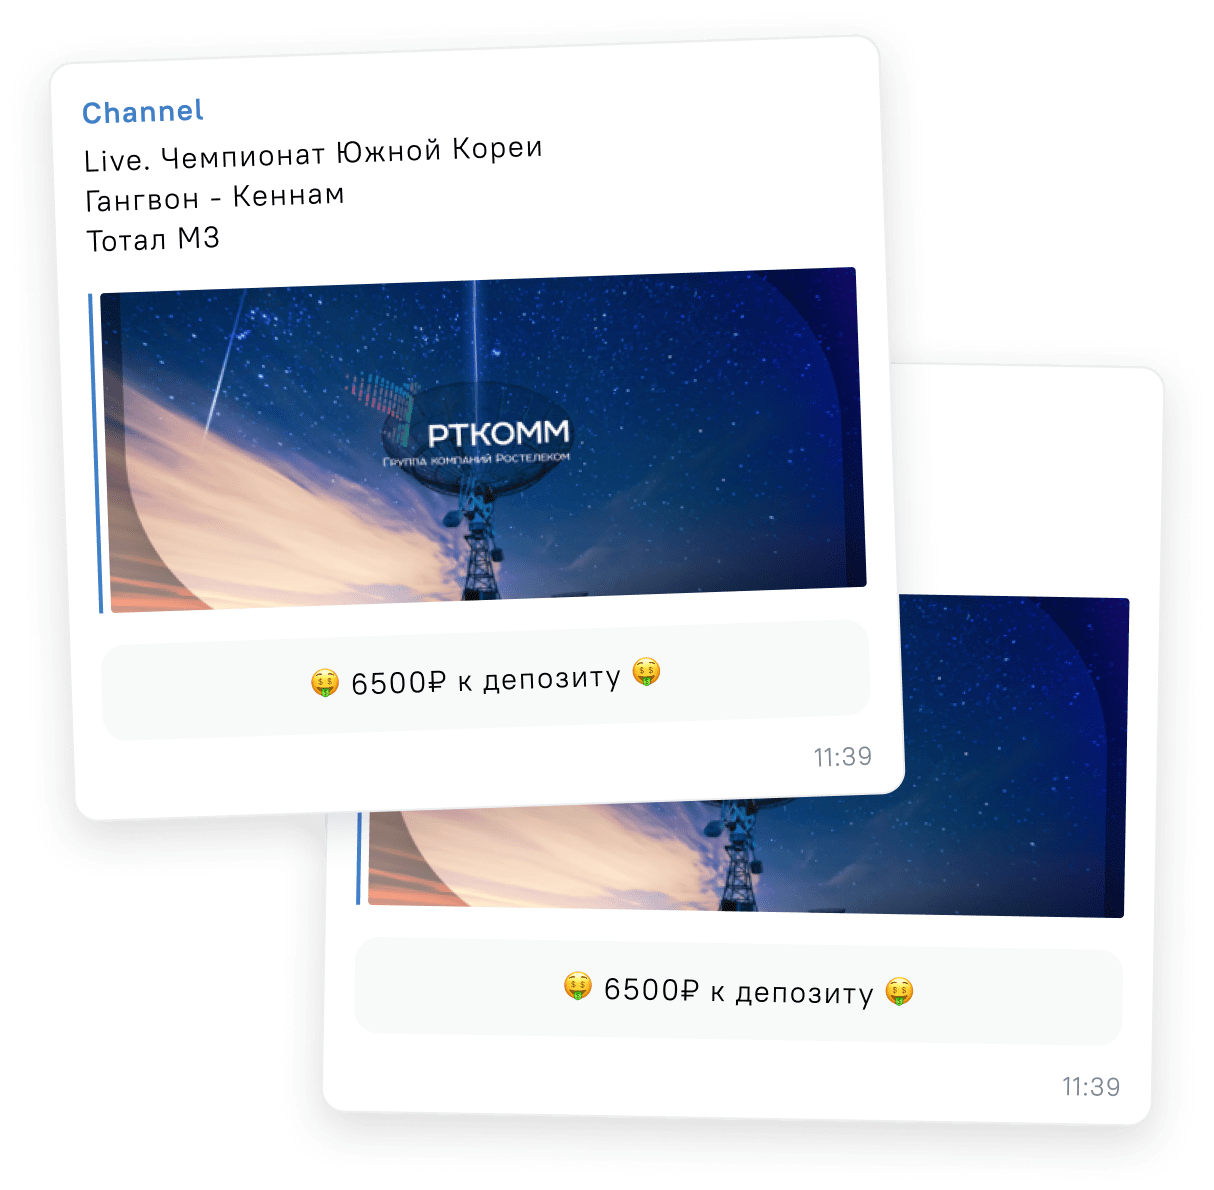 Channel
Live. Чемпионат Южной Кореи
Гангвон - Кеннам
Тотал М3
РТКОММ
Группа компаний Ростелеком
🤑 6500₽ к депозиту 🤑
11:39
🤑 6500₽ к депозиту 🤑
11:39